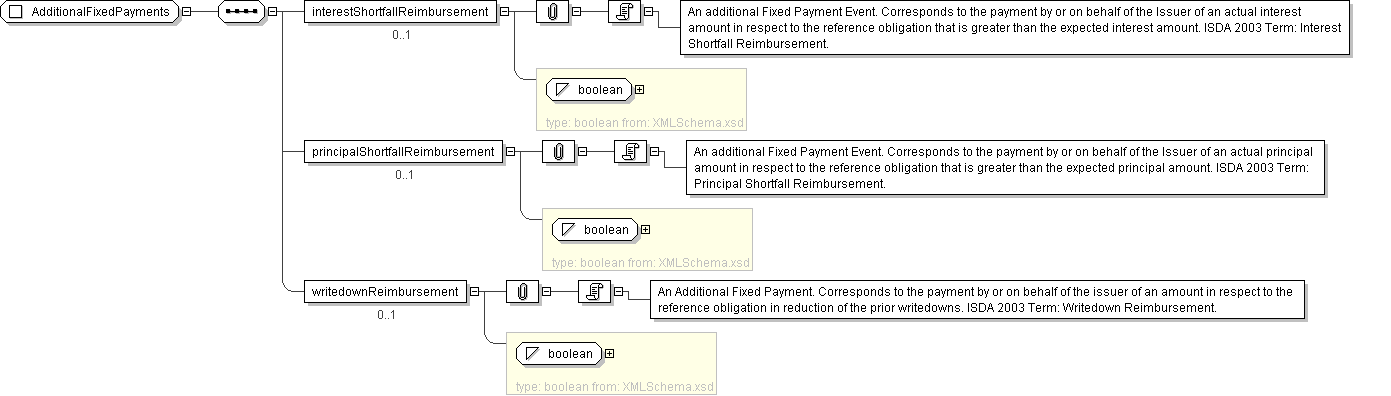 AdditionalFixedPayments
interestShortfallReimbursement
0..1
An additional Fixed Payment Event. Corresponds to the payment by or on behalf of the Issuer of an actual interest
amount in respect to the reference obligation that is greater than the expected interest amount. ISDA 2003 Term: Interest
Shortfall Reimbursement.
boolean
type: boolean from: XMLSchema.xsd
principalShortfallReimbursement
0..1
An additional Fixed Payment Event. Corresponds to the payment by or on behalf of the Issuer of an actual principal
amount in respect to the reference obligation that is greater than the expected principal amount. ISDA 2003 Term:
Principal Shortfall Reimbursement.
boolean
type: boolean from: XMLSchema.xsd
writedownReimbursement
0..1
An Additional Fixed Payment. Corresponds to the payment by or on behalf of the issuer of an amount in respect to the
reference obligation in reduction of the prior writedowns. ISDA 2003 Term: Writedown Reimbursement.
boolean
type: boolean from: XMLSchema.xsd